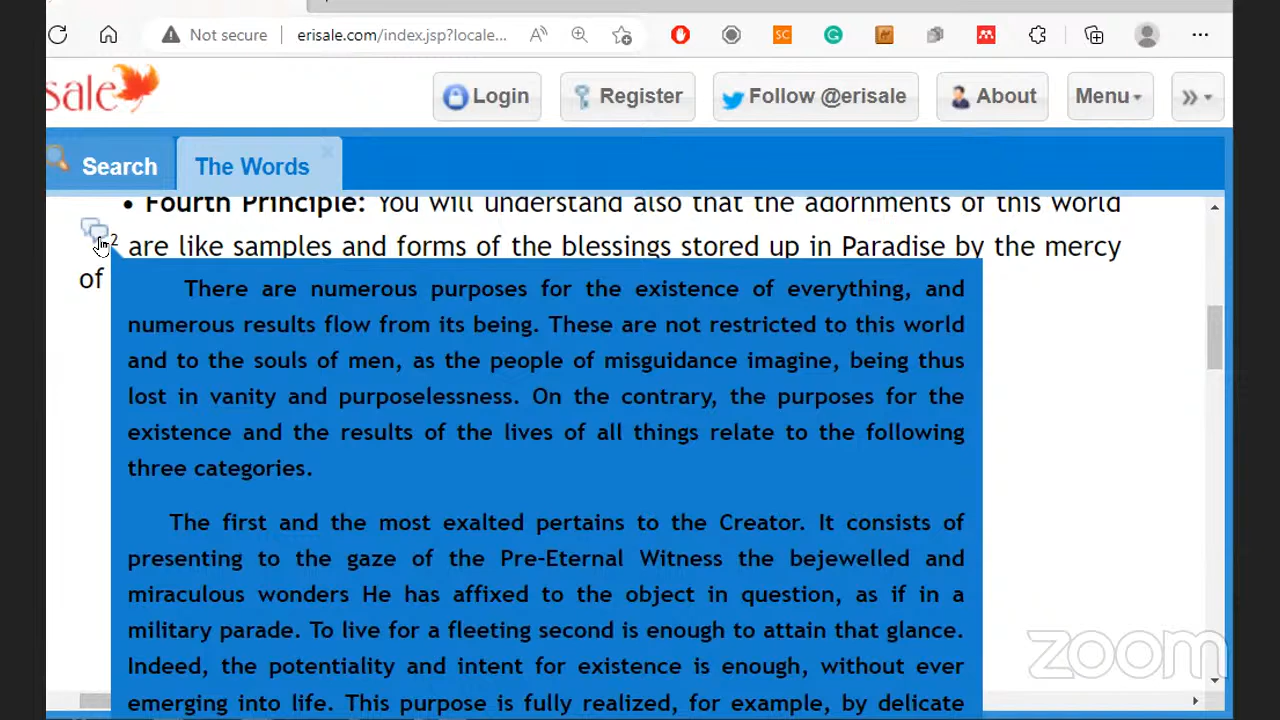 Not secure erisale.com/index.jsp?locale...
sale Login Register Follow @erisale About Menu »
Search The Words
• Fourth Principle: You will understand also that the adornments of this world
2 are like samples and forms of the blessings stored up in Paradise by the mercy
of
There are numerous purposes for the existence of everything, and
numerous results flow from its being. These are not restricted to this world
and to the souls of men, as the people of misguidance imagine, being thus
lost in vanity and purposelessness. On the contrary, the purposes for the
existence and the results of the lives of all things relate to the following
three categories.
The first and the most exalted pertains to the Creator. It consists of
presenting to the gaze of the Pre-Eternal Witness the bejewelled and
miraculous wonders He has affixed to the object in question, as if in a
military parade. To live for a fleeting second is enough to attain that glance.
Indeed, the potentiality and intent for existence is enough, without ever
emerging into life. This purpose is fully realized, for example, by delicate
zoom